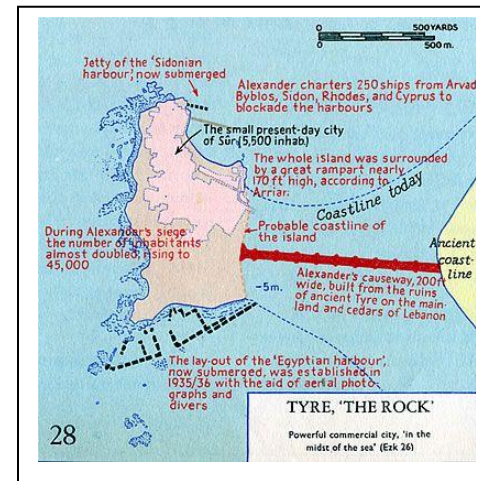 0 500 YARDS
0 500 m.
Jetty of the 'Sidonian
harbour', now submerged
Alexander charters 250 ships from Arvad
Byblos, Sidon, Rhodes, and Cyprus to
blockade the harbours
The small present-day city
of Sûr (5,500 inhab.)
The whole island was surrounded
by a great rampart nearly
170 ft high, according to
Arriar.
Coastline today
During Alexander's siege
the number of inhabitants
almost doubled, rising to
45,000
Probable coastline of
the island
Ancient
coast-
line
Alexander's causeway, 200ft
wide, built from the ruins
of ancient Tyre on the main-
land and cedars of Lebanon
-5m.
The lay-out of the 'Egyptian harbour',
now submerged, was established in
1935/36 with the aid of aerial photo-
graphs and
divers
28
TYRE, 'THE ROCK'
Powerful commercial city, 'in the
midst of the sea' (Ezk 26)